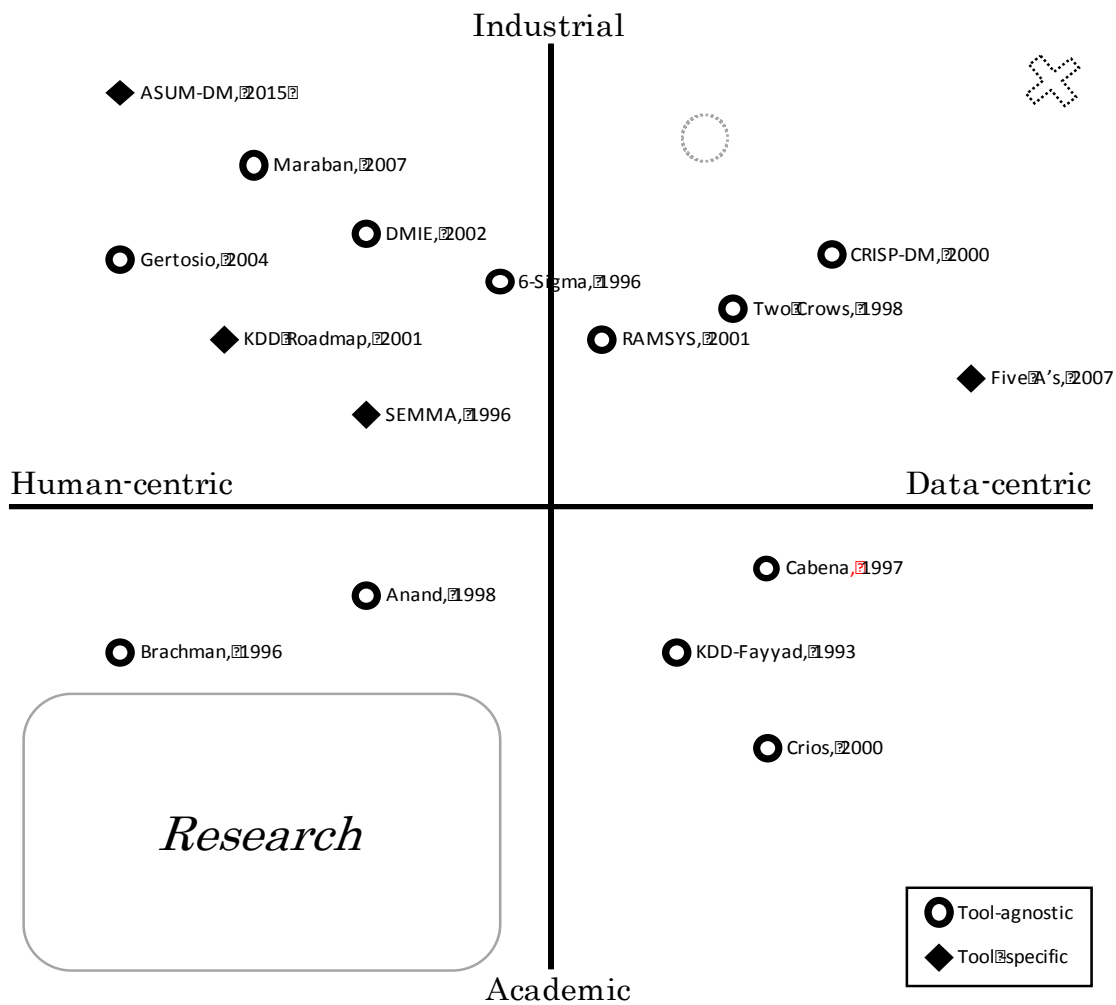 Industrial
ASUM-DM, 2015
Maraban, 2007
DMIE, 2002
Gertosio, 2004
CRISP-DM, 2000
6-Sigma, 1996
Two Crows, 1998
KDD Roadmap, 2001
RAMSYS, 2001
Five A's, 2007
SEMMA, 1996
Human-centric
Data-centric
Cabena, 1997
Anand, 1998
Brachman, 1996
KDD-Fayyad, 1993
Crios, 2000
Research
Tool-agnostic
Tool-specific
Academic